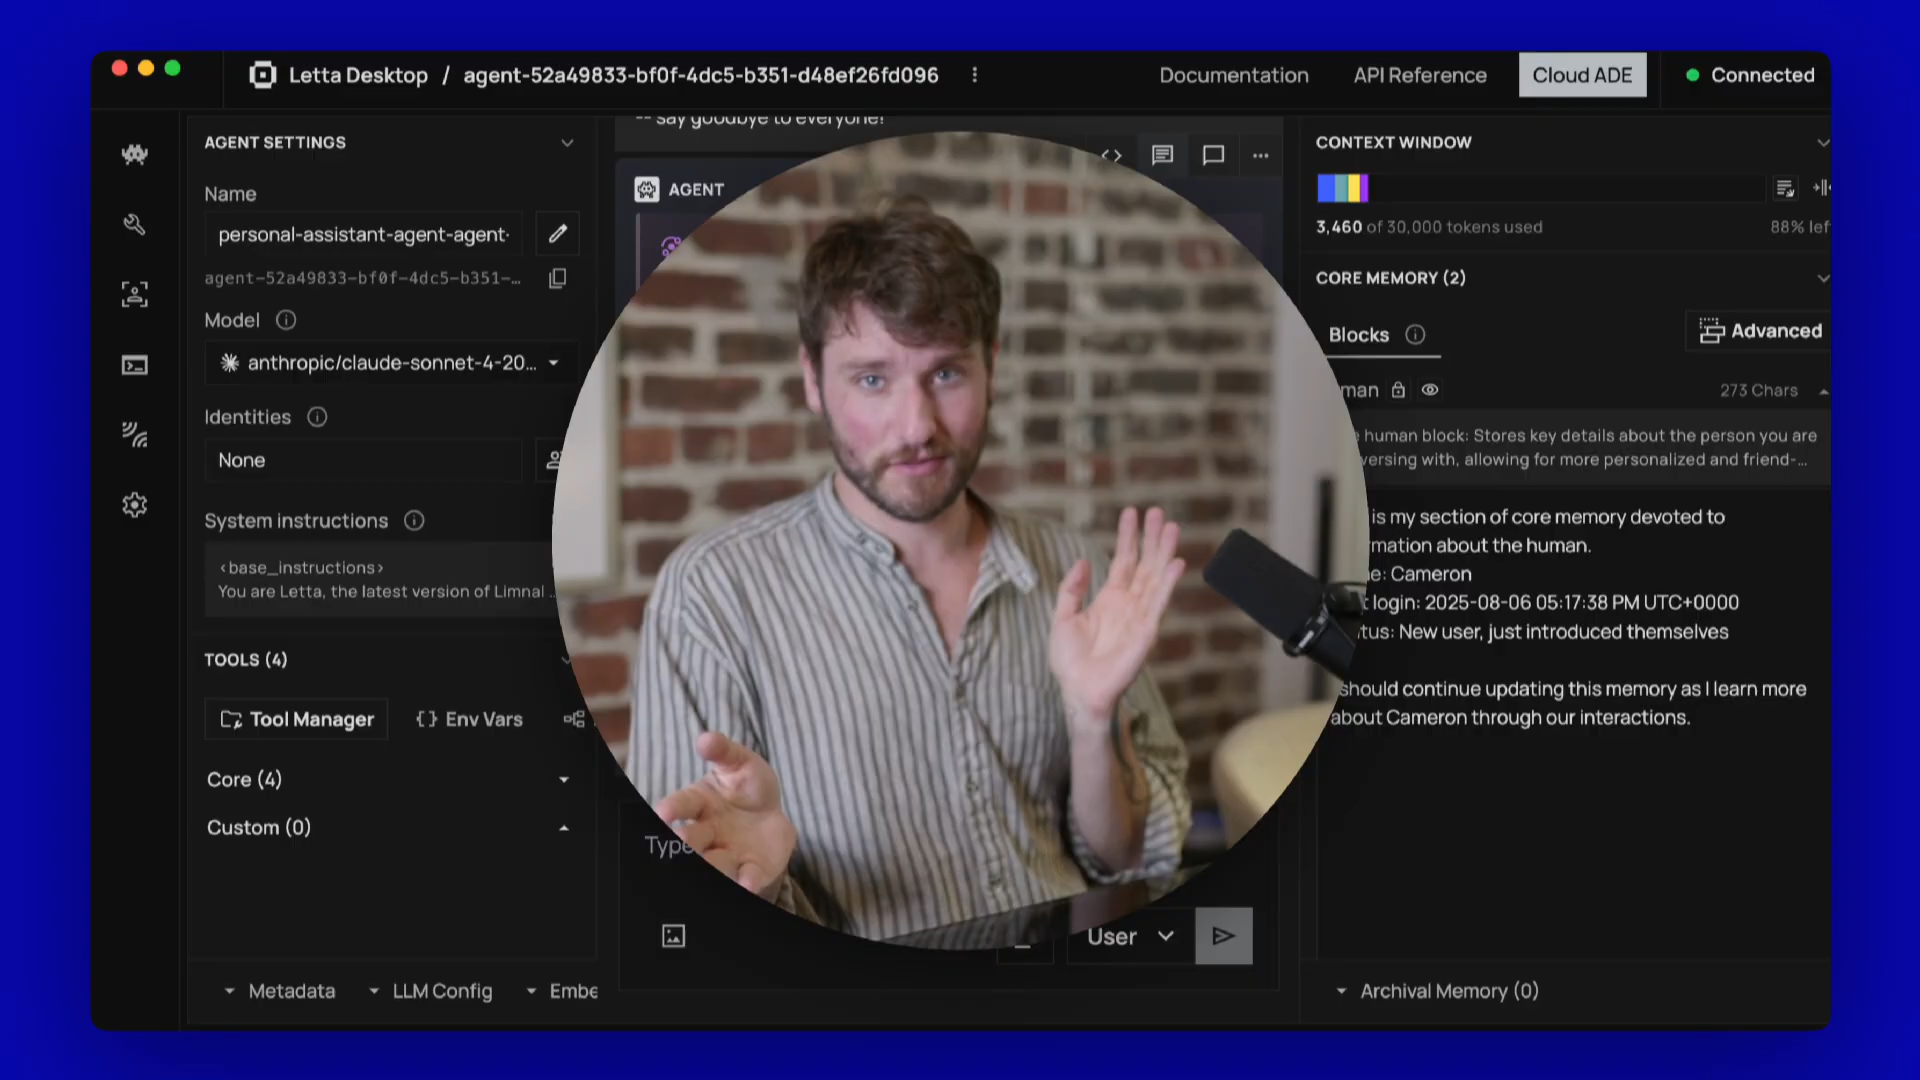 Letta Desktop / agent-52a49833-bf0f-4dc5-b351-d48ef26fd096
Documentation
API Reference
Cloud ADE
Connected
AGENT SETTINGS
Name
personal-assistant-agent-agent-
agent-52a49833-bf0f-4dc5-b351-…
Model
anthropic/claude-sonnet-4-20…
Identities
None
System instructions
<base_instructions>
You are Letta, the latest version of Limnal …
TOOLS (4)
Tool Manager
{} Env Vars
Core (4)
Custom (0)
Metadata
LLM Config
Embe
-- say goodbye to everyone!
AGENT
Type
User
CONTEXT WINDOW
3,460 of 30,000 tokens used
88% lef
CORE MEMORY (2)
Blocks
Advanced
man
273 Chars
human block: Stores key details about the person you are
versing with, allowing for more personalized and friend-…
is my section of core memory devoted to
rmation about the human.
e: Cameron
t login: 2025-08-06 05:17:38 PM UTC+0000
tus: New user, just introduced themselves
should continue updating this memory as I learn more
about Cameron through our interactions.
Archival Memory (0)